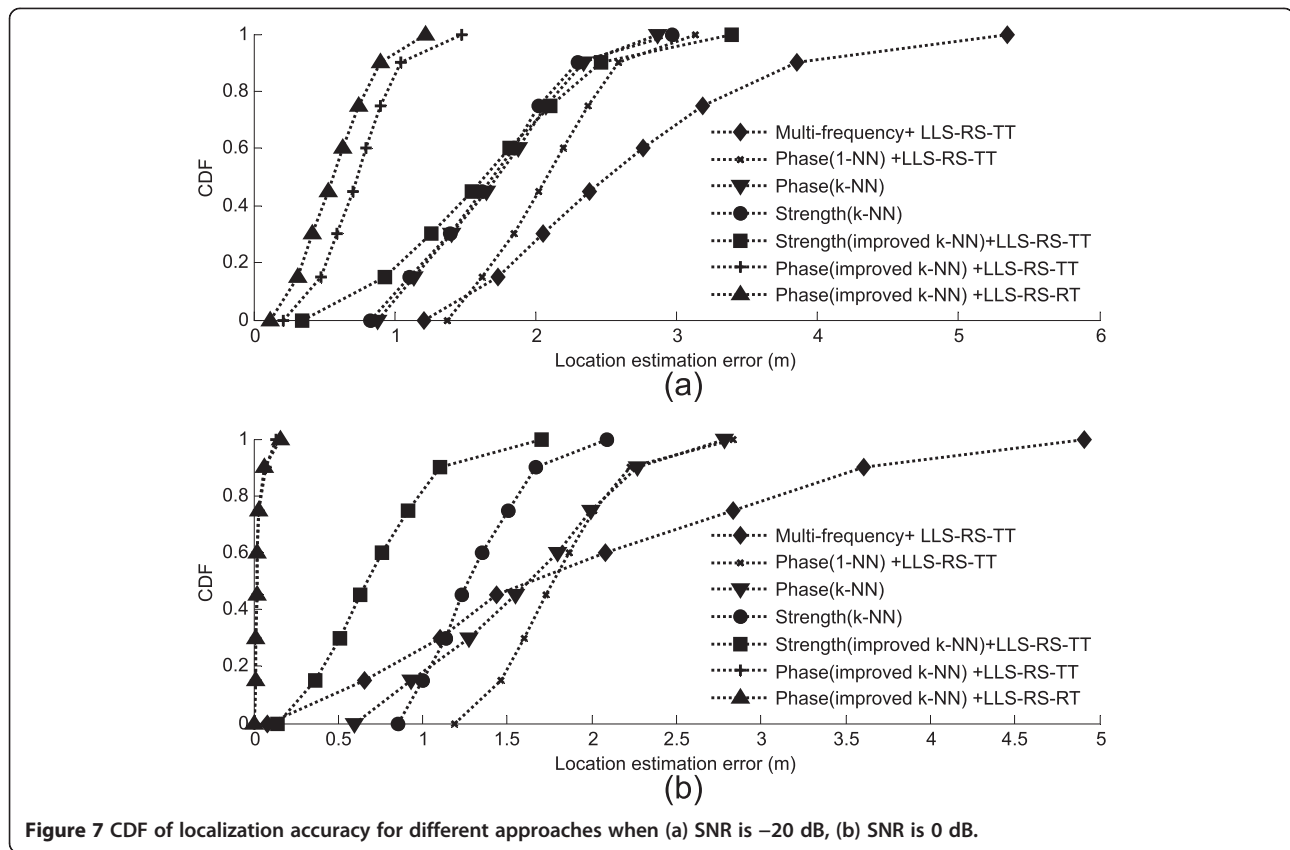 1
0.8
0.6
0.4
0.2
0
CDF
Multi-frequency+ LLS-RS-TT
Phase(1-NN) +LLS-RS-TT
Phase(k-NN)
Strength(k-NN)
Strength(improved k-NN)+LLS-RS-TT
Phase(improved k-NN) +LLS-RS-TT
Phase(improved k-NN) +LLS-RS-RT
0 1 2 3 4 5 6
Location estimation error (m)
(a)
1
0.8
0.6
0.4
0.2
0
CDF
Multi-frequency+ LLS-RS-TT
Phase(1-NN) +LLS-RS-TT
Phase(k-NN)
Strength(k-NN)
Strength(improved k-NN)+LLS-RS-TT
Phase(improved k-NN) +LLS-RS-TT
Phase(improved k-NN) +LLS-RS-RT
0 0.5 1 1.5 2 2.5 3 3.5 4 4.5 5
Location estimation error (m)
(b)
Figure 7 CDF of localization accuracy for different approaches when (a) SNR is −20 dB, (b) SNR is 0 dB.